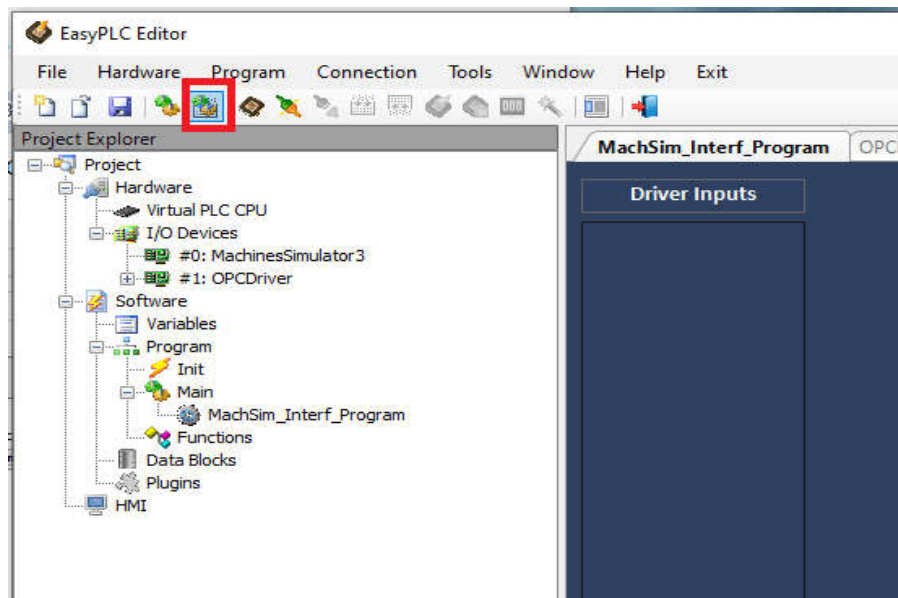 EasyPLC Editor
File Hardware Program Connection Tools Window Help Exit
Project Explorer
MachSim_Interf_Program OPC
Project
Driver Inputs
Hardware
Virtual PLC CPU
I/O Devices
#0: MachinesSimulator3
#1: OPCDriver
Software
Variables
Program
Init
Main
MachSim_Interf_Program
Functions
Data Blocks
Plugins
HMI